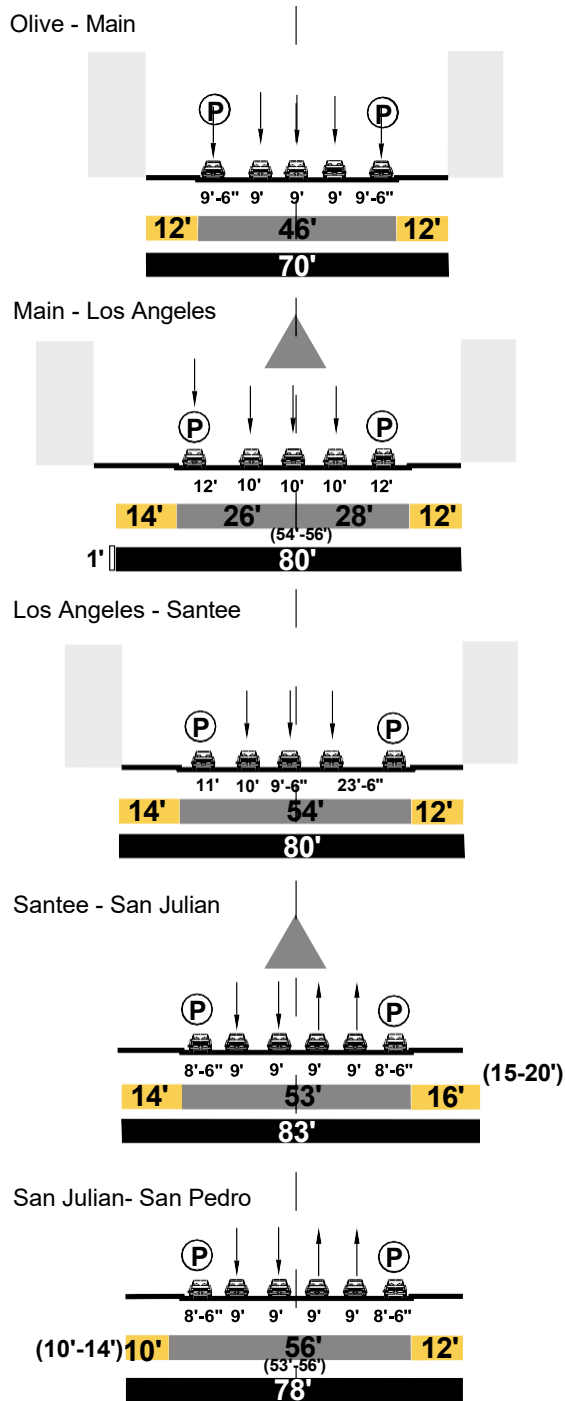 Olive - Main
P P
9'-6" 9' 9' 9' 9'-6"
12' 46' 12'
70'
Main - Los Angeles
P P
12' 10' 10' 10' 12'
14' 26' 28' 12'
(54'-56')
1' 80'
Los Angeles - Santee
P P
11' 10' 9'-6" 23'-6"
14' 54' 12'
80'
Santee - San Julian
P P
8'-6" 9' 9' 9' 9' 8'-6" (15-20')
14' 53' 16'
83'
San Julian- San Pedro
P P
8'-6" 9' 9' 9' 9' 8'-6"
(10'-14') 10' 56' 12'
(53'-56')
78'